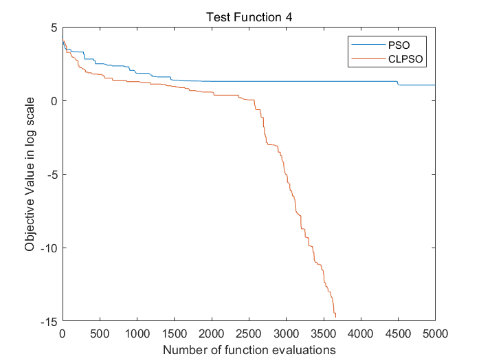 Test Function 4
PSO
CLPSO
Objective Value in log scale
5
0
-5
-10
-15
0 500 1000 1500 2000 2500 3000 3500 4000 4500 5000
Number of function evaluations